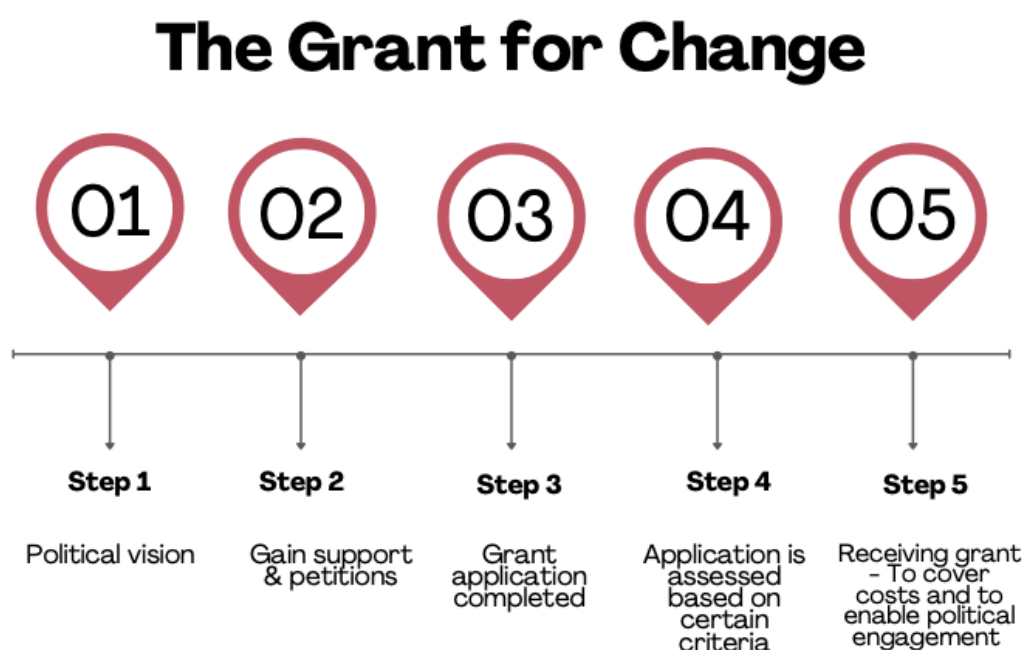 The Grant for Change
01
02
03
04
05
Step 1
Step 2
Step 3
Step 4
Step 5
Political vision
Gain support
& petitions
Grant
application
completed
Application is
assessed
based on
certain
criteria
Receiving grant
- To cover
costs and to
enable political
engagement